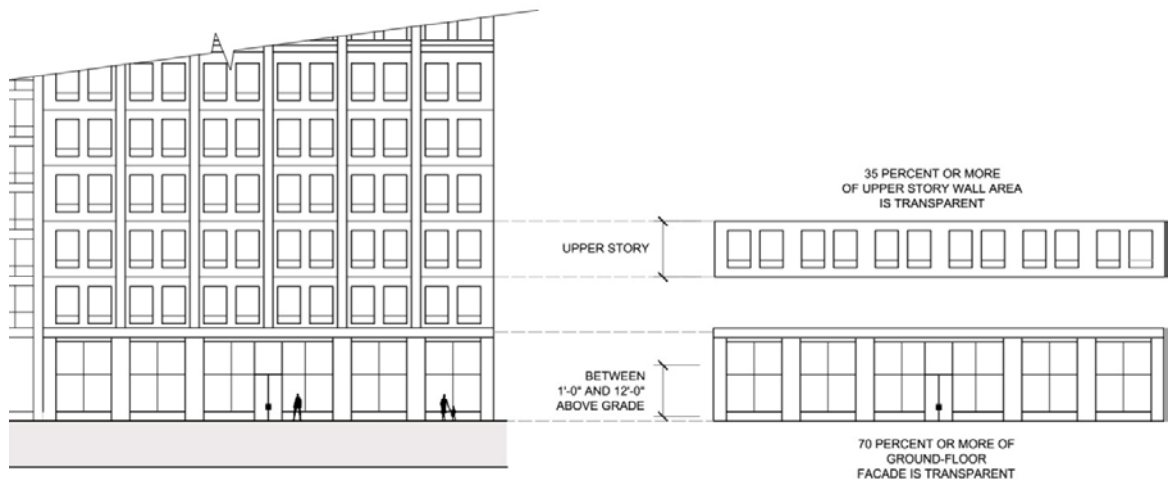 35 PERCENT OR MORE
OF UPPER STORY WALL AREA
IS TRANSPARENT
UPPER STORY
BETWEEN
1'-0" AND 12'-0"
ABOVE GRADE
70 PERCENT OR MORE OF
GROUND-FLOOR
FACADE IS TRANSPARENT